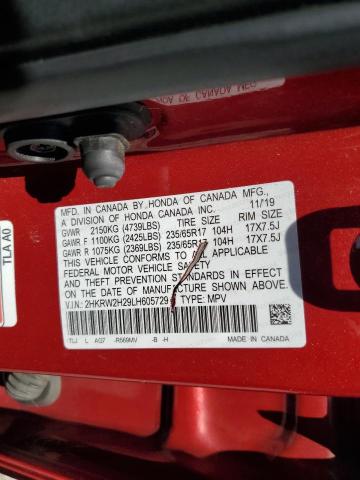 MFD. IN CANADA BY HONDA OF CANADA MFG.,
A DIVISION OF HONDA CANADA INC. 11/19
TIRE SIZE RIM SIZE
GVWR 2150KG (4739LBS)
GAWR F 1100KG (2425LBS) 235/65R17 104H 17X7.5J
GAWR R 1075KG (2369LBS) 235/65R17 104H 17X7.5J
THIS VEHICLE CONFORMS TO ALL APPLICABLE
FEDERAL MOTOR VEHICLE SAFETY
AND THEFT PREVENTION STANDARDS IN EFFECT
ON THE DATE OF MANUFACTURE SHOWN ABOVE.
V.I.N.: 2HKRW2H29LH605729 TYPE: MPV
TLJ L AG7 -R569MV -B -H MADE IN CANADA
TLA A0